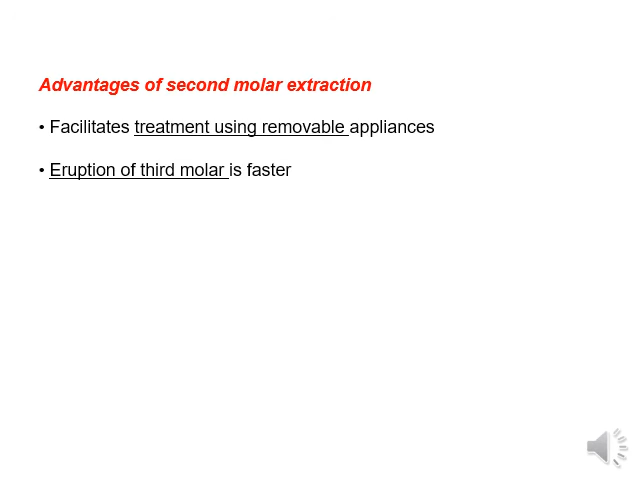 Advantages of second molar extraction
• Facilitates treatment using removable appliances
• Eruption of third molar is faster